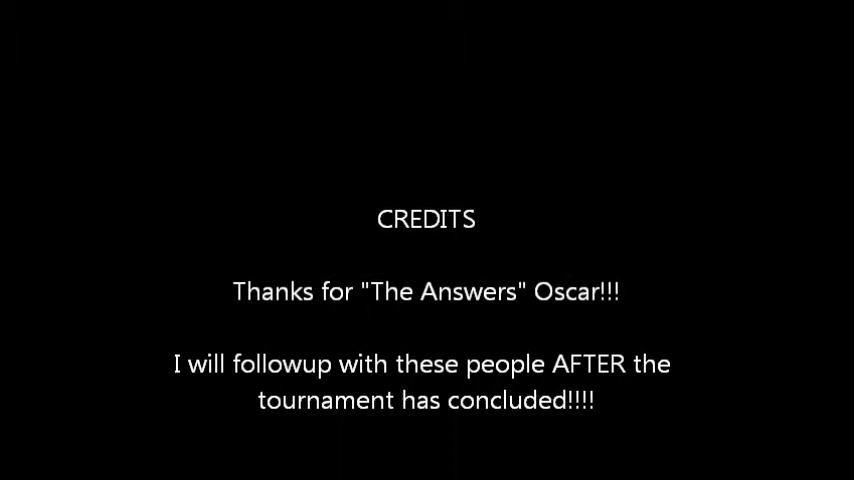 CREDITS
Thanks for "The Answers" Oscar!!!
I will followup with these people AFTER the
tournament has concluded!!!!